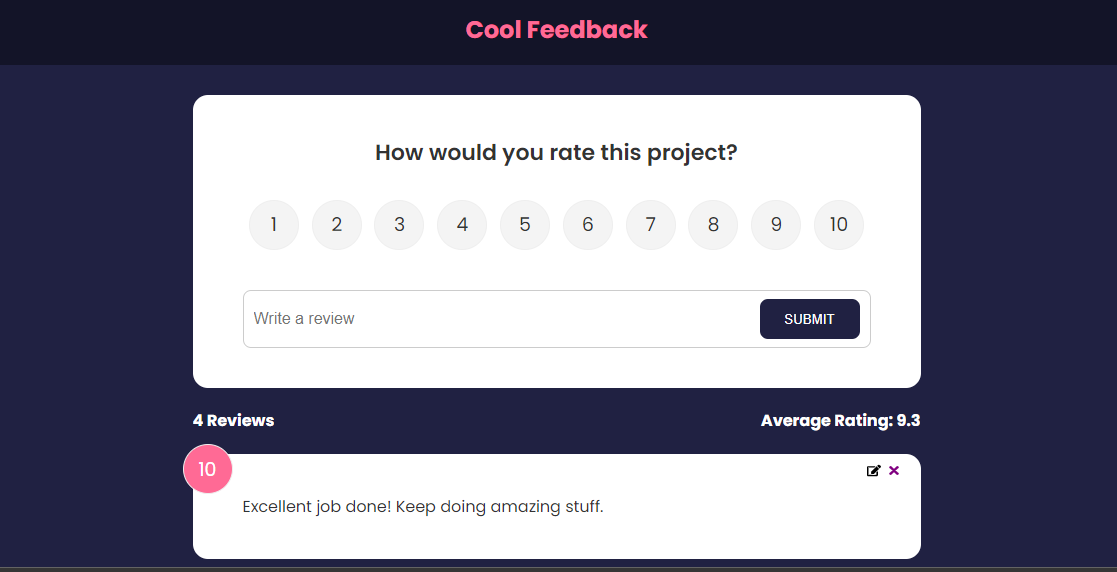 Cool Feedback
How would you rate this project?
1 2 3 4 5 6 7 8 9 10
Write a review SUBMIT
4 Reviews Average Rating: 9.3
10
Excellent job done! Keep doing amazing stuff.